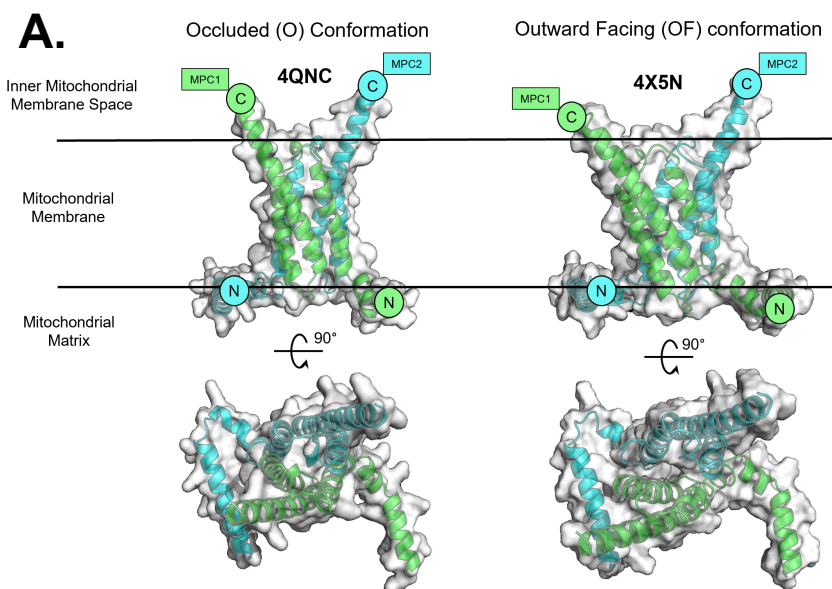 A.
Occluded (O) Conformation
Outward Facing (OF) conformation
Inner Mitochondrial
Membrane Space
MPC1
C
4QNC
C
MPC2
MPC1
C
4X5N
C
MPC2
Mitochondrial
Membrane
N
N
N
N
Mitochondrial
Matrix
90°
90°